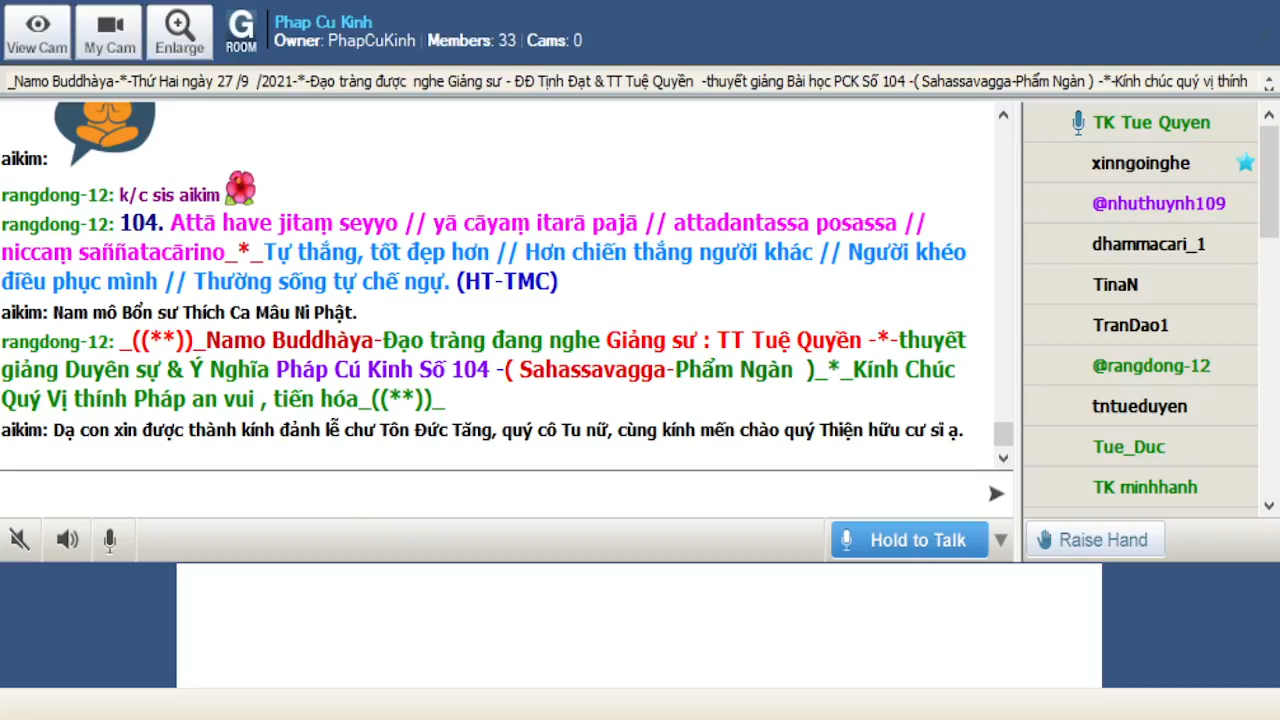 View Cam
My Cam
Enlarge
G
ROOM
Phap Cu Kinh
Owner: PhapCuKinh | Members: 33 | Cams: 0
_Namo Buddhàya-*-Thứ Hai ngày 27 /9 /2021-*-Đạo tràng được nghe Giảng sư - ĐĐ Tịnh Đạt & TT Tuệ Quyền -thuyết giảng Bài học PCK Số 104 -( Sahassavagga-Phẩm Ngàn ) -*-Kính chúc quý vị thính
aikim:
rangdong-12: k/c sis aikim
rangdong-12: 104. Attā have jitaṃ seyyo // yā cāyaṃ itarā pajā // attadantassa posassa //
niccaṃ saññatacārino_*_Tự thắng, tốt đẹp hơn // Hơn chiến thắng người khác // Người khéo
điều phục mình // Thường sống tự chế ngự. (HT-TMC)
aikim: Nam mô Bổn sư Thích Ca Mâu Ni Phật.
rangdong-12: _((**))_Namo Buddhàya-Đạo tràng đang nghe Giảng sư : TT Tuệ Quyền -*-thuyết
giảng Duyên sự & Ý Nghĩa Pháp Cú Kinh Số 104 -( Sahassavagga-Phẩm Ngàn )_*_Kính Chúc
Quý Vị thính Pháp an vui , tiến hóa_((**))_
aikim: Dạ con xin được thành kính đảnh lễ chư Tôn Đức Tăng, quý cô Tu nữ, cùng kính mến chào quý Thiện hữu cư sĩ ạ.
TK Tue Quyen
xinngoinghe
@nhuthuynh109
dhammacari_1
TinaN
TranDao1
@rangdong-12
tntueduyen
Tue_Duc
TK minhhanh
Hold to Talk
Raise Hand